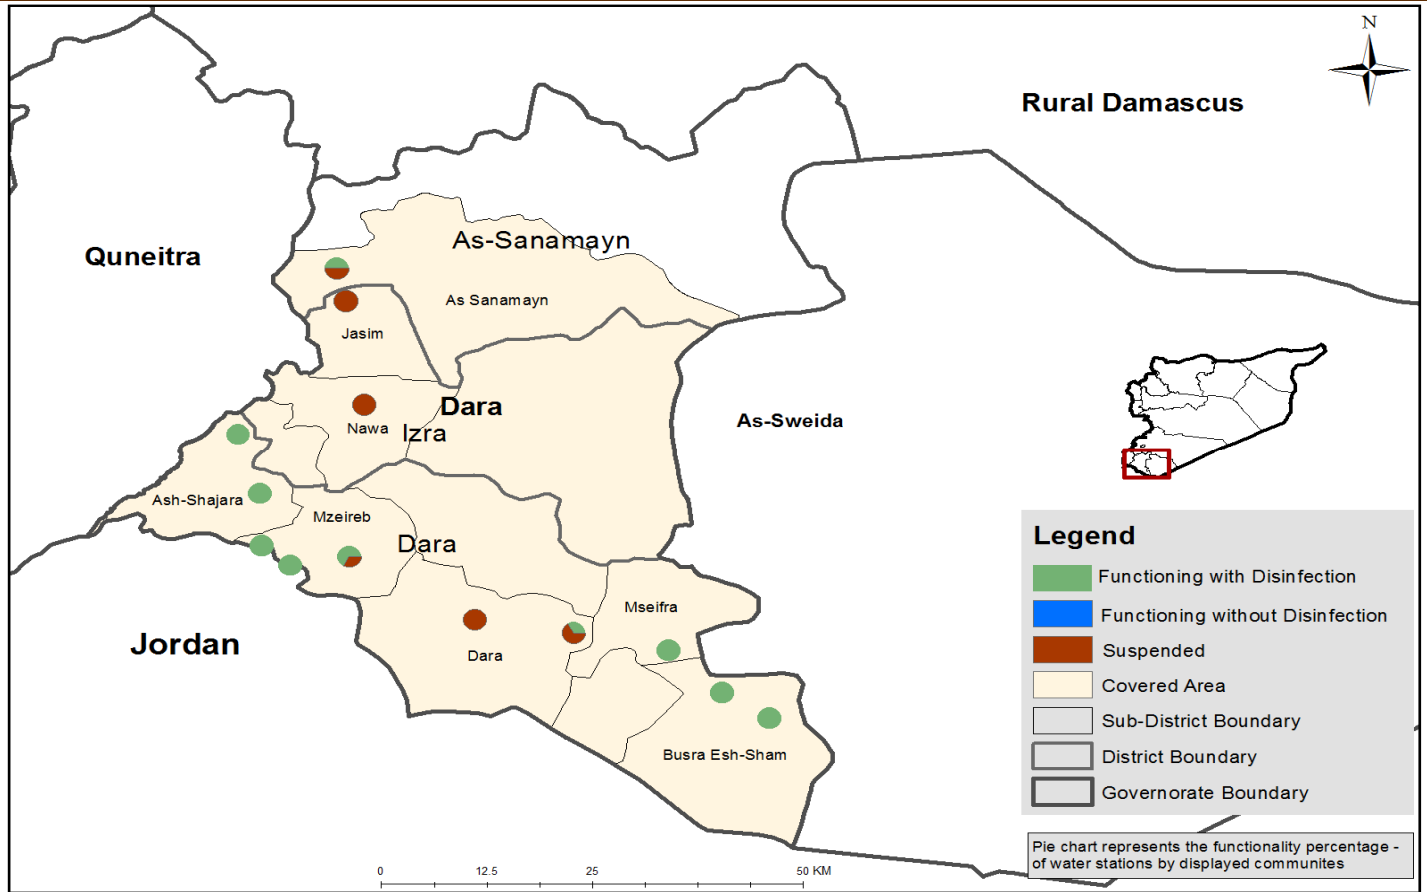 N
Rural Damascus
Quneitra
As-Sanamayn
As Sanamayn
Jasim
Dara
As-Sweida
Nawa
Izra
Ash-Shajara
Mzeireb
Dara
Mseifra
Jordan
Dara
Busra Esh-Sham
Legend
Functioning with Disinfection
Functioning without Disinfection
Suspended
Covered Area
Sub-District Boundary
District Boundary
Governorate Boundary
Pie chart represents the functionality percentage -
of water stations by displayed communites
0 12.5 25 50 KM